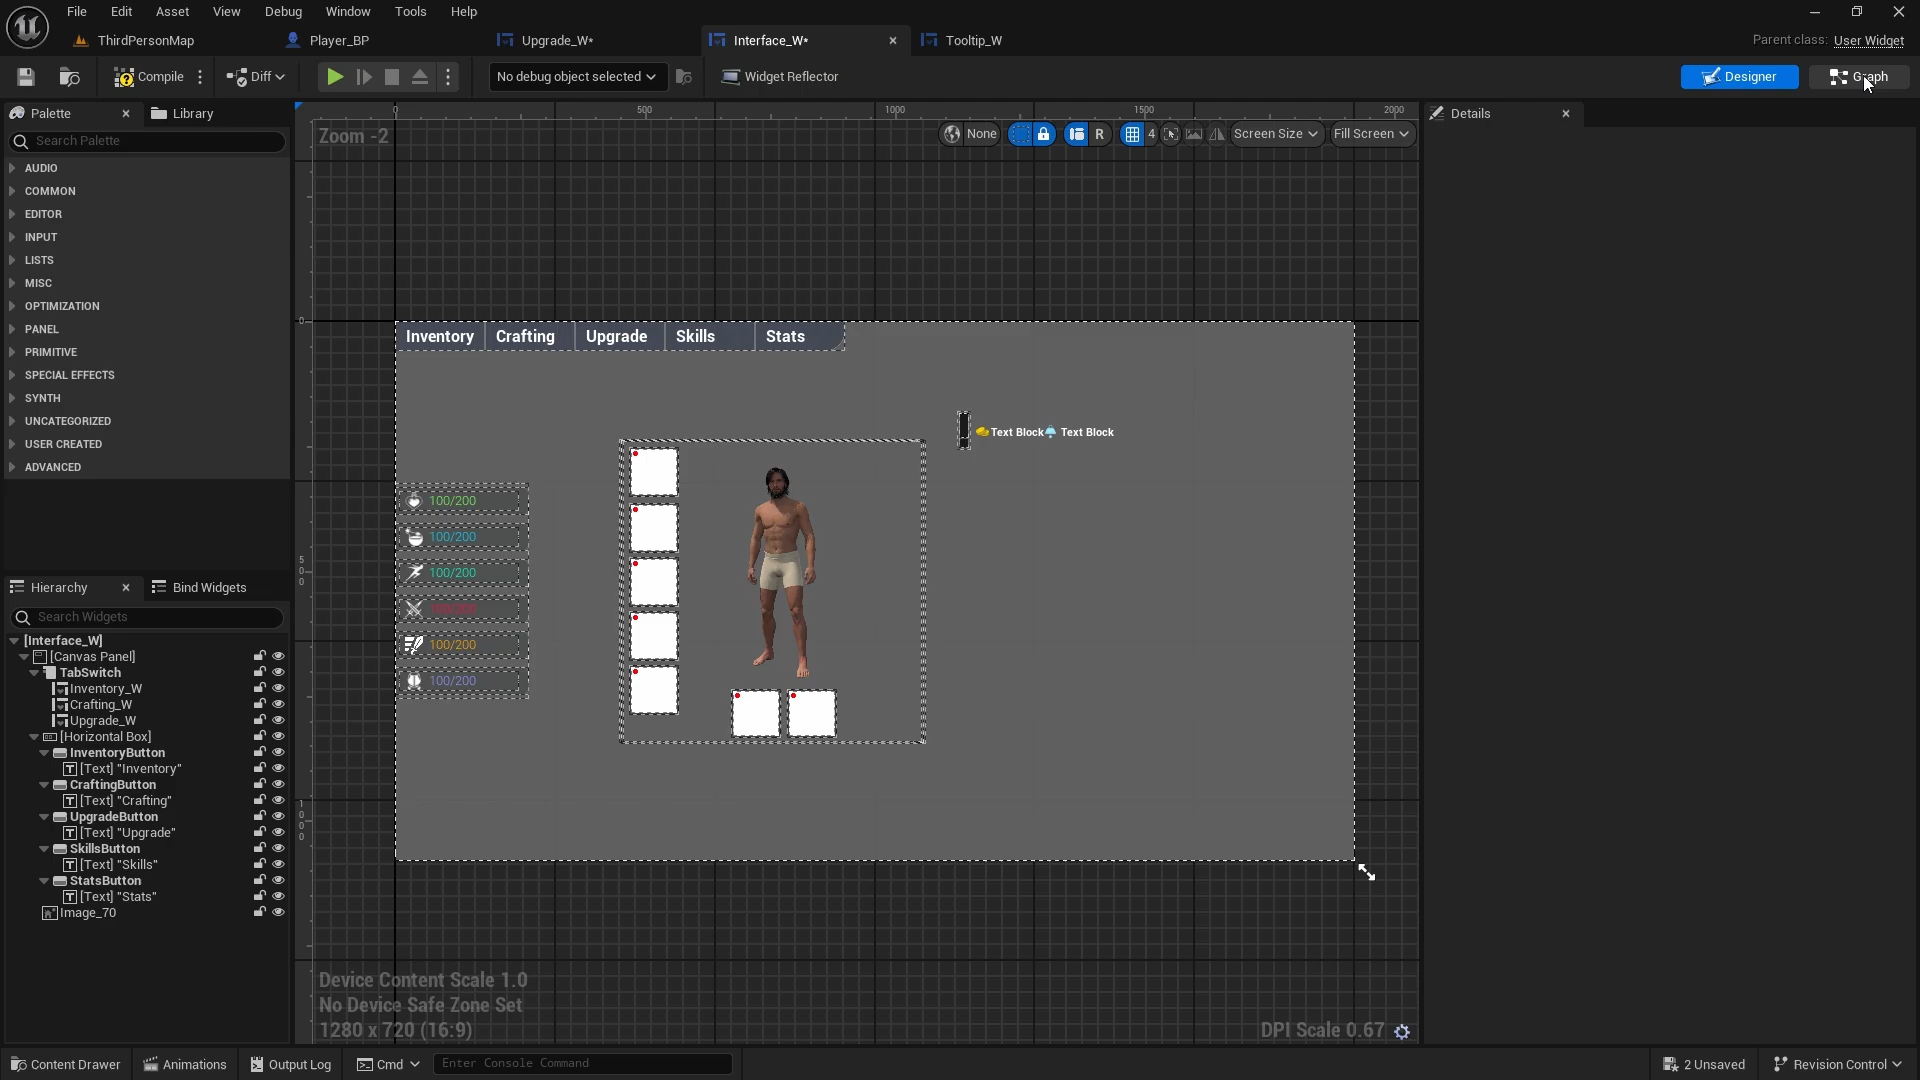 File Edit Asset View Debug Window Tools Help
ThirdPersonMap Player_BP Upgrade_W* Interface_W* Tooltip_W
Parent class: User Widget
Compile Diff No debug object selected Widget Reflector Designer Graph
Palette Library
Search Palette
AUDIO
COMMON
EDITOR
INPUT
LISTS
MISC
OPTIMIZATION
PANEL
PRIMITIVE
SPECIAL EFFECTS
SYNTH
UNCATEGORIZED
USER CREATED
ADVANCED
Hierarchy Bind Widgets
Search Widgets
[Interface_W]
[Canvas Panel]
TabSwitch
Inventory_W
Crafting_W
Upgrade_W
[Horizontal Box]
InventoryButton
[Text] "Inventory"
CraftingButton
[Text] "Crafting"
UpgradeButton
[Text] "Upgrade"
SkillsButton
[Text] "Skills"
StatsButton
[Text] "Stats"
Image_70
0 500 1000 1500 2000
Zoom -2
None R 4 Screen Size Fill Screen
0
500
1000
Inventory Crafting Upgrade Skills Stats
Text Block Text Block
100/200
100/200
100/200
100/200
100/200
100/200
Device Content Scale 1.0
No Device Safe Zone Set
1280 x 720 (16:9)
DPI Scale 0.67
Details
Content Drawer Animations Output Log Cmd Enter Console Command 2 Unsaved Revision Control